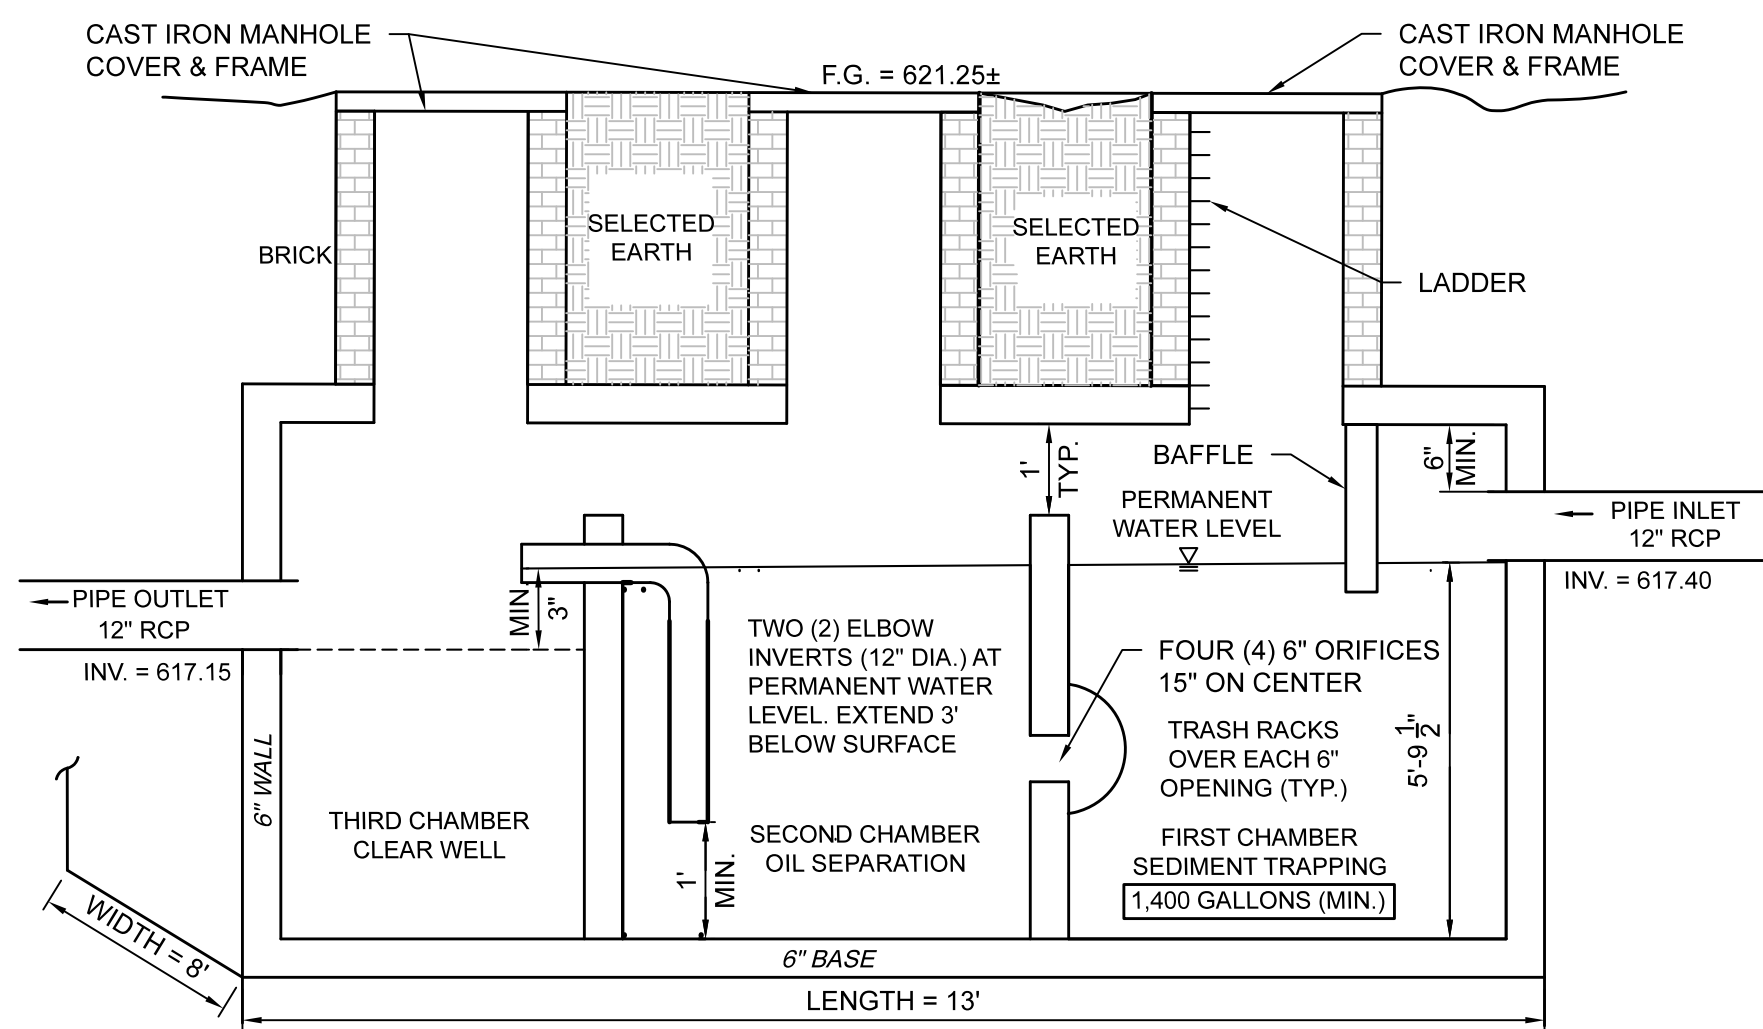 CAST IRON MANHOLE
COVER & FRAME
F.G. = 621.25±
CAST IRON MANHOLE
COVER & FRAME
BRICK
SELECTED
EARTH
SELECTED
EARTH
LADDER
1'
TYP.
BAFFLE
6"
MIN.
PERMANENT
WATER LEVEL
PIPE INLET
12" RCP
INV. = 617.40
PIPE OUTLET
12" RCP
INV. = 617.15
MIN.
3"
TWO (2) ELBOW
INVERTS (12" DIA.) AT
PERMANENT WATER
LEVEL. EXTEND 3'
BELOW SURFACE
FOUR (4) 6" ORIFICES
15" ON CENTER
TRASH RACKS
OVER EACH 6"
OPENING (TYP.)
5'-9 1/2"
6" WALL
THIRD CHAMBER
CLEAR WELL
1'
MIN.
SECOND CHAMBER
OIL SEPARATION
FIRST CHAMBER
SEDIMENT TRAPPING
1,400 GALLONS (MIN.)
WIDTH = 8'
6" BASE
LENGTH = 13'